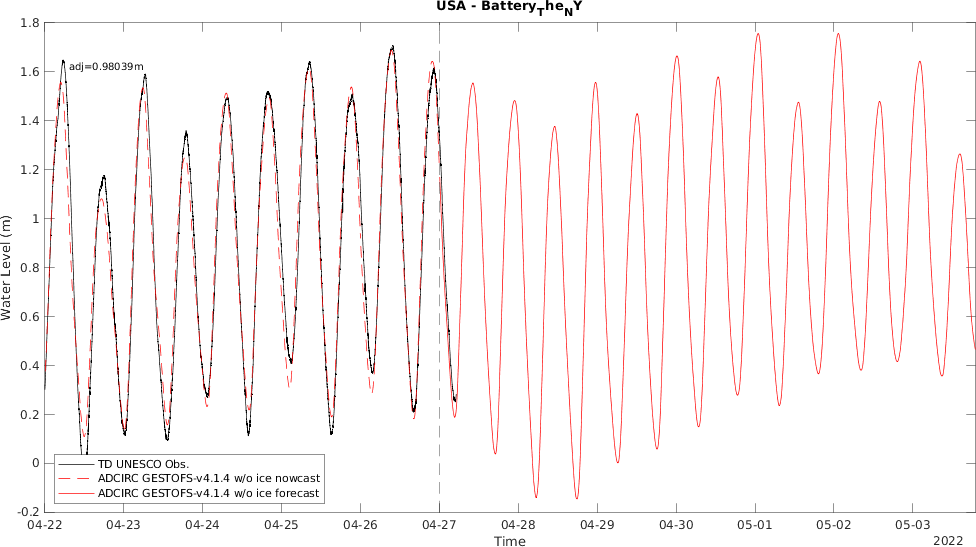 USA - Battery_The_NY
1.8
1.6
1.4
1.2
1
0.8
0.6
0.4
0.2
0
-0.2
Water Level (m)
adj=0.98039m
TD UNESCO Obs.
ADCIRC GESTOFS-v4.1.4 w/o ice nowcast
ADCIRC GESTOFS-v4.1.4 w/o ice forecast
04-22 04-23 04-24 04-25 04-26 04-27 04-28 04-29 04-30 05-01 05-02 05-03
Time
2022